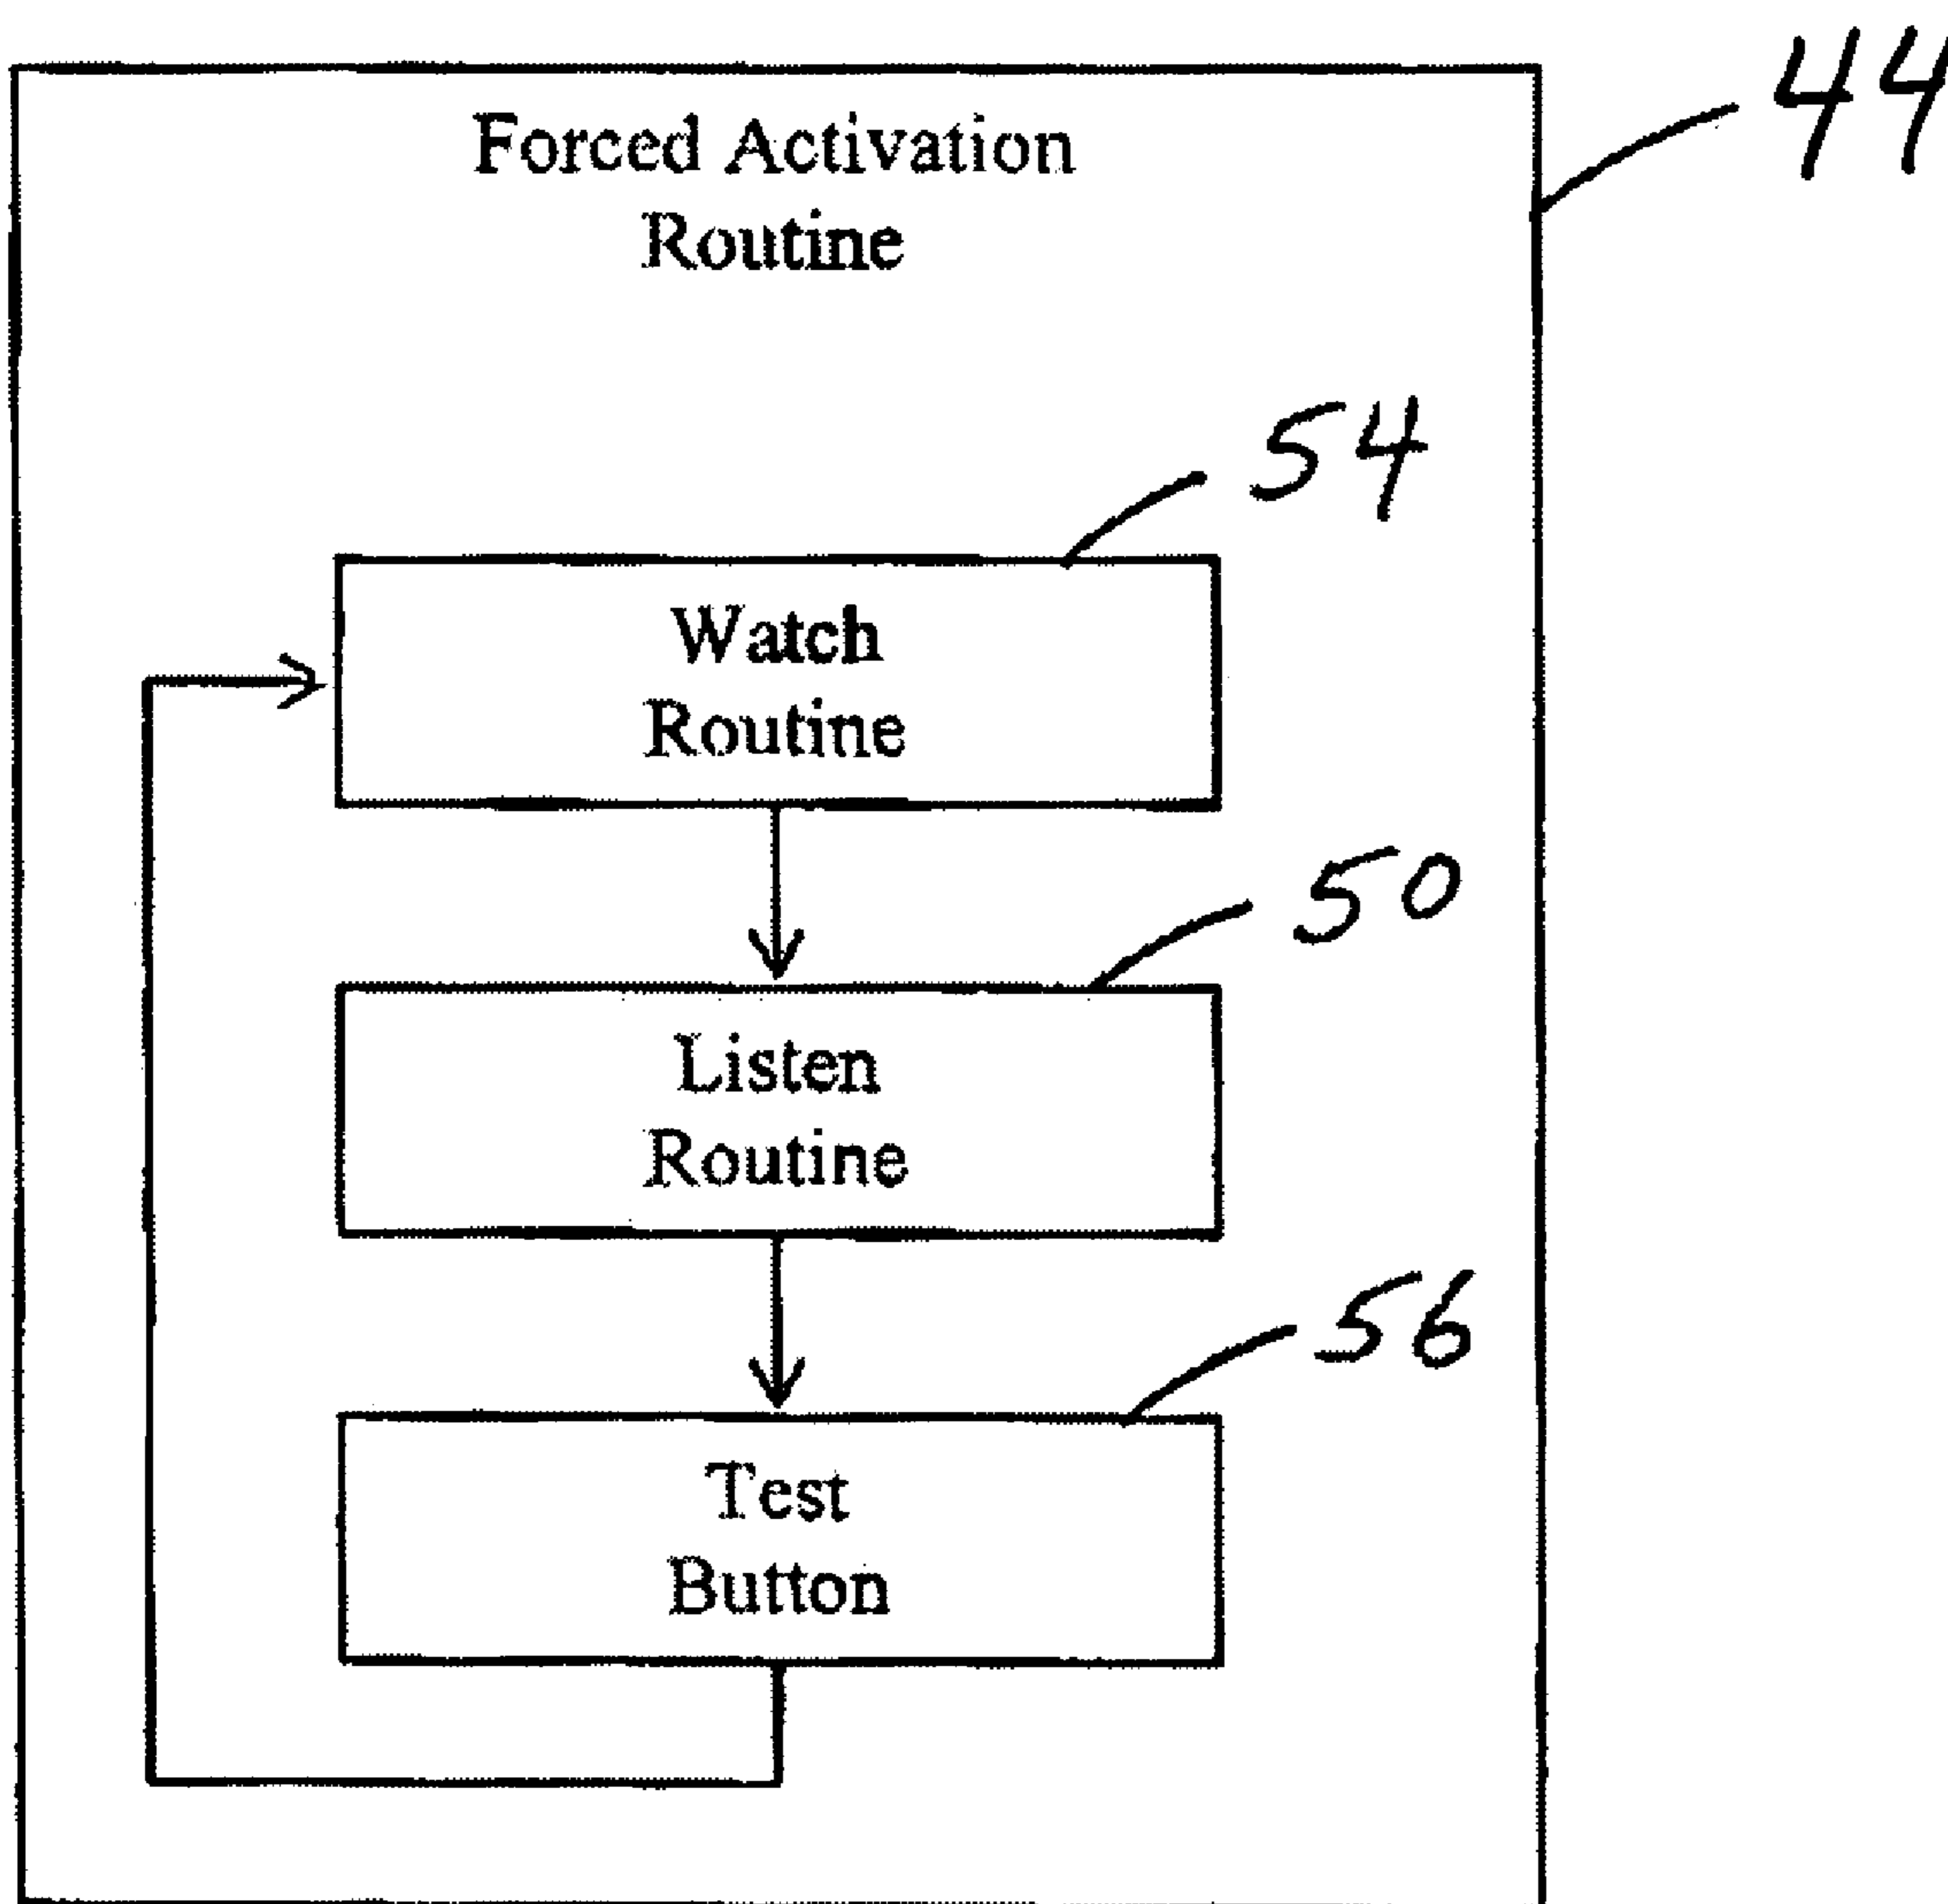 Forced Activation
Routine
44
54
Watch
Routine
50
Listen
Routine
56
Test
Button